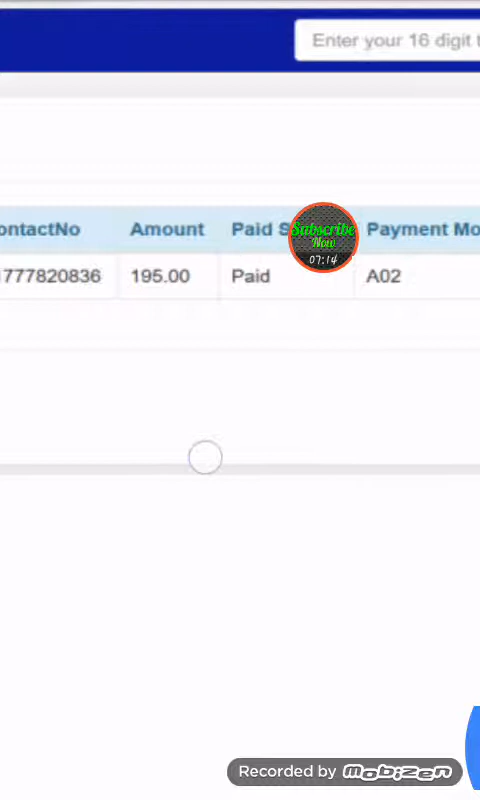 Enter your 16 digit t
ontactNo Amount Paid S Payment Mo
1777820836 195.00 Paid A02
Subscribe
Now
07:14
Recorded by Mobizen